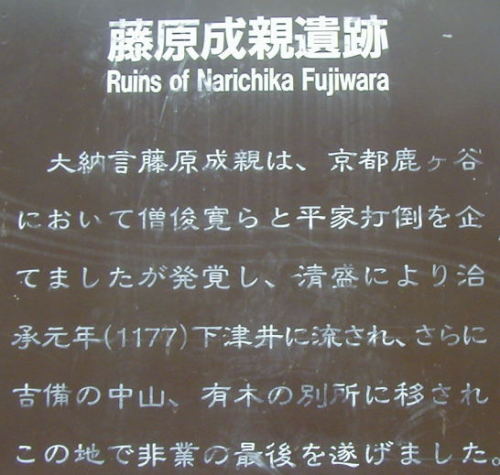 藤原成親遺跡
Ruins of Narichika Fujiwara
大納言藤原成親は、京都鹿ヶ谷
において僧俊寛らと平家打倒を企
てましたが発覚し、清盛により治
承元年(1177)下津井に流され、さらに
吉備の中山、有木の別所に移され
この地で非業の最後を遂げました。